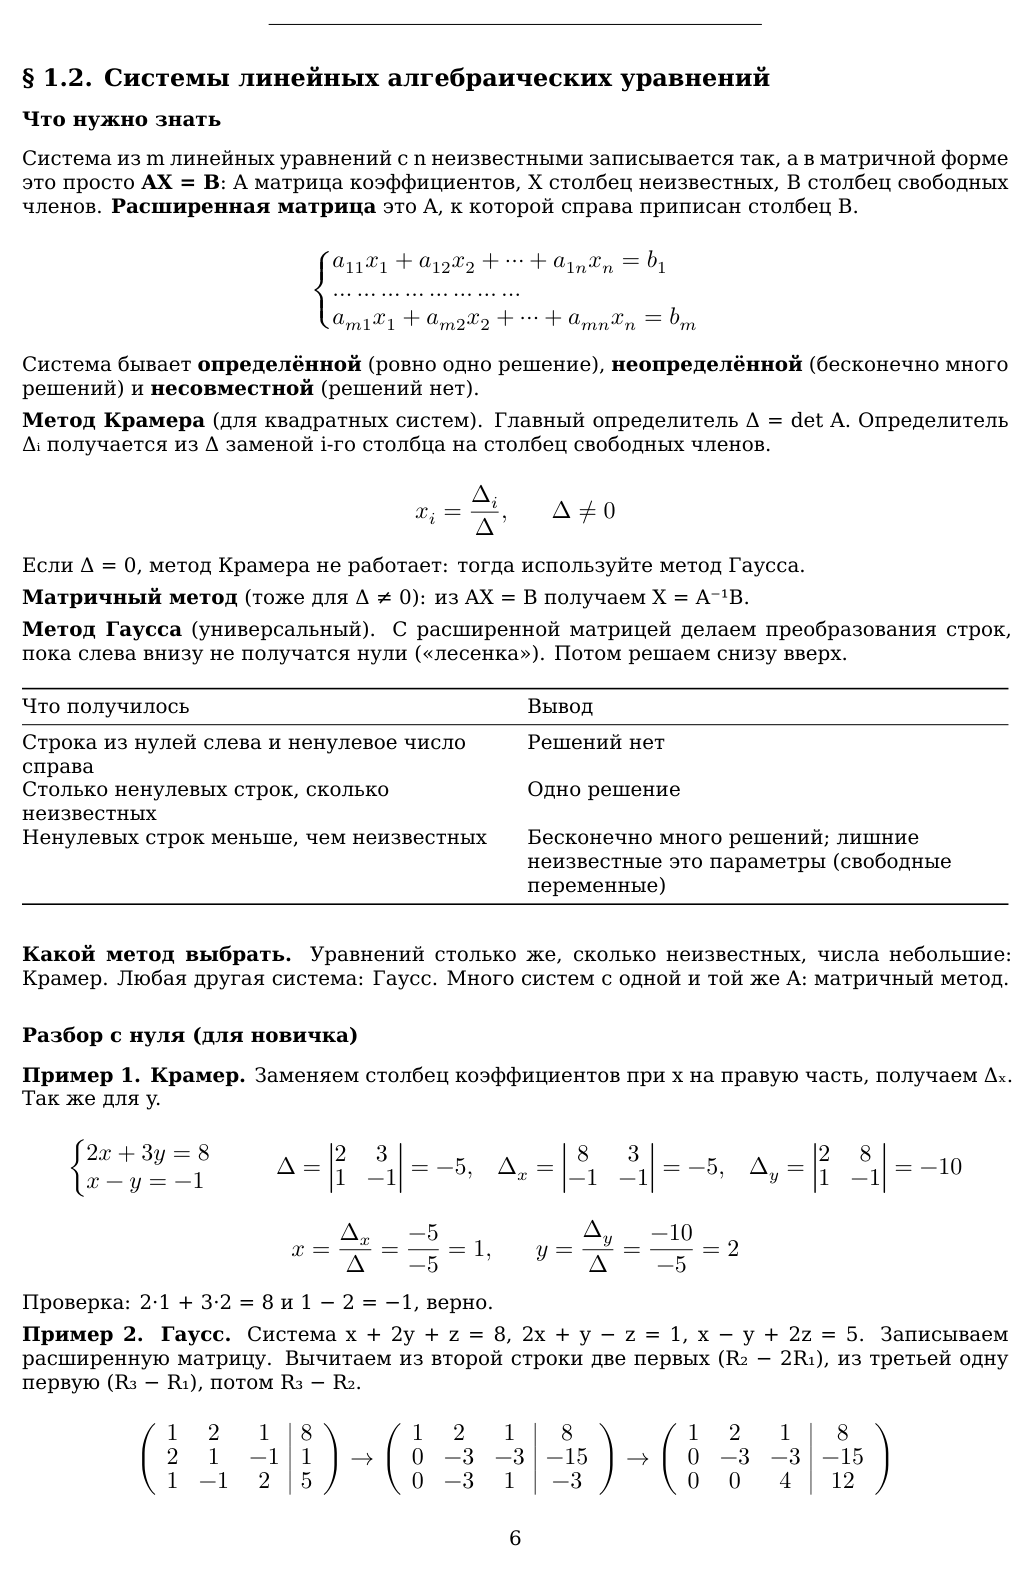 § 1.2. Системы линейных алгебраических уравнений
Что нужно знать
Система из m линейных уравнений с n неизвестными записывается так, а в матричной форме
это просто AX = B: A матрица коэффициентов, X столбец неизвестных, B столбец свободных
членов. Расширенная матрица это A, к которой справа приписан столбец B.
{ a₁₁x₁ + a₁₂x₂ + ⋯ + a₁ₙxₙ = b₁
… … … … … … … …
aₘ₁x₁ + aₘ₂x₂ + ⋯ + aₘₙxₙ = bₘ
Система бывает определённой (ровно одно решение), неопределённой (бесконечно много
решений) и несовместной (решений нет).
Метод Крамера (для квадратных систем). Главный определитель Δ = det A. Определитель
Δᵢ получается из Δ заменой i-го столбца на столбец свободных членов.
xᵢ = Δᵢ/Δ, Δ ≠ 0
Если Δ = 0, метод Крамера не работает: тогда используйте метод Гаусса.
Матричный метод (тоже для Δ ≠ 0): из AX = B получаем X = A⁻¹B.
Метод Гаусса (универсальный). С расширенной матрицей делаем преобразования строк,
пока слева внизу не получатся нули («лесенка»). Потом решаем снизу вверх.
Что получилось Вывод
Строка из нулей слева и ненулевое число Решений нет
справа
Столько ненулевых строк, сколько Одно решение
неизвестных
Ненулевых строк меньше, чем неизвестных Бесконечно много решений; лишние
неизвестные это параметры (свободные
переменные)
Какой метод выбрать. Уравнений столько же, сколько неизвестных, числа небольшие:
Крамер. Любая другая система: Гаусс. Много систем с одной и той же A: матричный метод.
Разбор с нуля (для новичка)
Пример 1. Крамер. Заменяем столбец коэффициентов при x на правую часть, получаем Δₓ.
Так же для y.
{ 2x + 3y = 8
x − y = −1
Δ = |2 3; 1 −1| = −5, Δₓ = |8 3; −1 −1| = −5, Δ_y = |2 8; 1 −1| = −10
x = Δₓ/Δ = −5/−5 = 1, y = Δ_y/Δ = −10/−5 = 2
Проверка: 2·1 + 3·2 = 8 и 1 − 2 = −1, верно.
Пример 2. Гаусс. Система x + 2y + z = 8, 2x + y − z = 1, x − y + 2z = 5. Записываем
расширенную матрицу. Вычитаем из второй строки две первых (R₂ − 2R₁), из третьей одну
первую (R₃ − R₁), потом R₃ − R₂.
( 1 2 1 | 8 ) ( 1 2 1 | 8 ) ( 1 2 1 | 8 )
( 2 1 −1 | 1 ) → ( 0 −3 −3 | −15 ) → ( 0 −3 −3 | −15 )
( 1 −1 2 | 5 ) ( 0 −3 1 | −3 ) ( 0 0 4 | 12 )
6